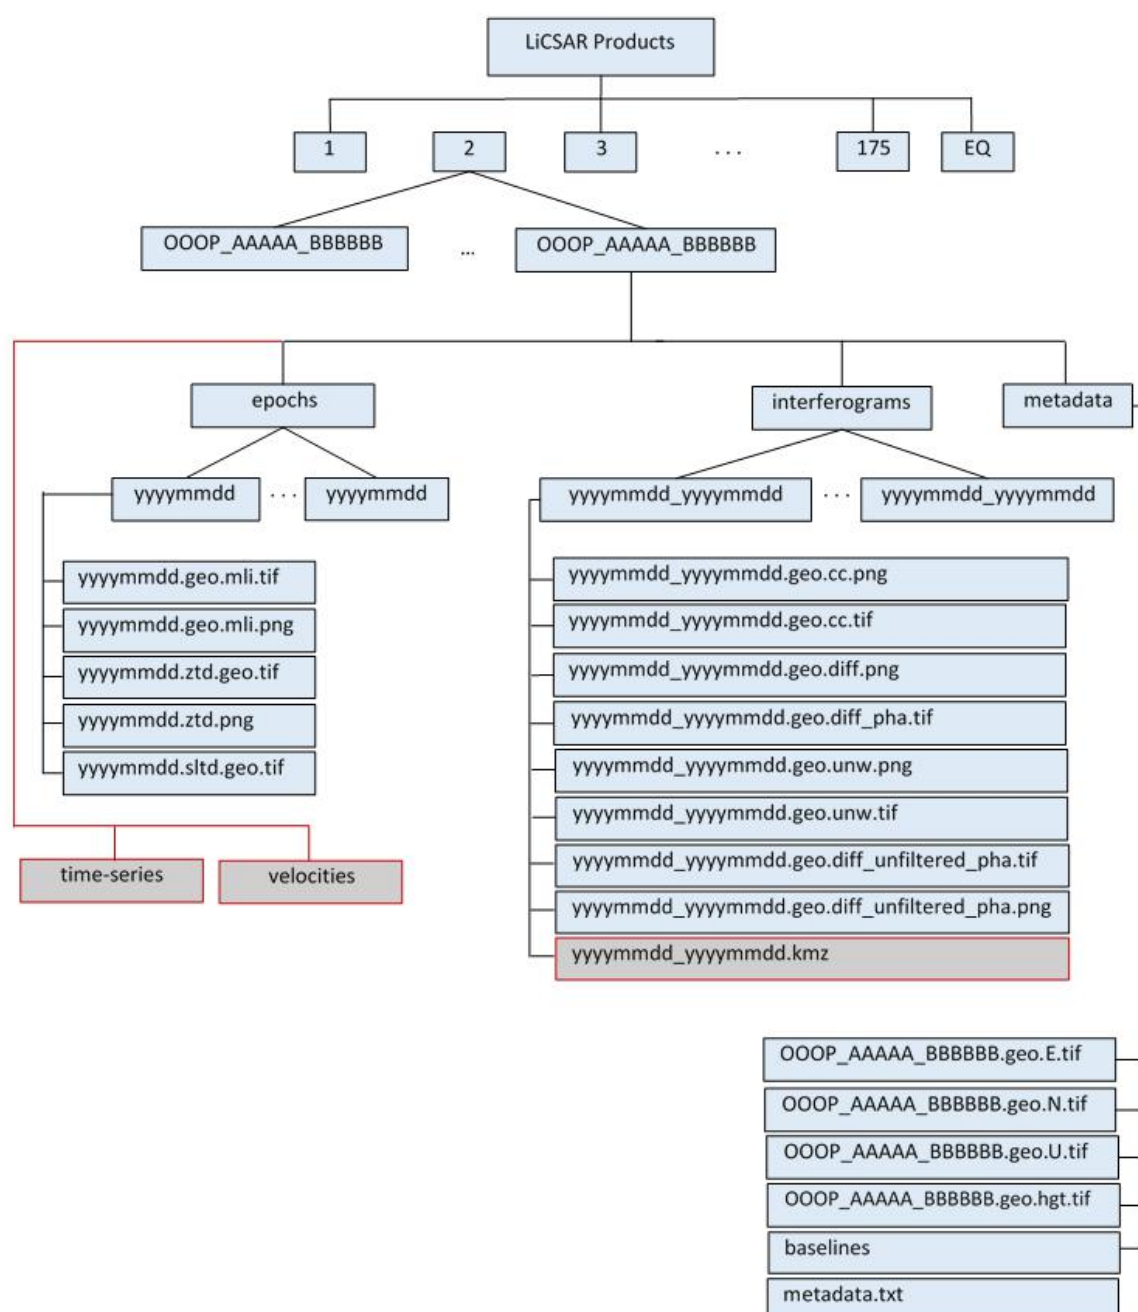 LiCSAR Products
1
2
3
. . .
175
EQ
OOOP_AAAAA_BBBBBB
...
OOOP_AAAAA_BBBBBB
epochs
interferograms
metadata
yyyymmdd
. . .
yyyymmdd
yyyymmdd_yyyymmdd
. . .
yyyymmdd_yyyymmdd
yyyymmdd.geo.mli.tif
yyyymmdd.geo.mli.png
yyyymmdd.ztd.geo.tif
yyyymmdd.ztd.png
yyyymmdd.sltd.geo.tif
time-series
velocities
yyyymmdd_yyyymmdd.geo.cc.png
yyyymmdd_yyyymmdd.geo.cc.tif
yyyymmdd_yyyymmdd.geo.diff.png
yyyymmdd_yyyymmdd.geo.diff_pha.tif
yyyymmdd_yyyymmdd.geo.unw.png
yyyymmdd_yyyymmdd.geo.unw.tif
yyyymmdd_yyyymmdd.geo.diff_unfiltered_pha.tif
yyyymmdd_yyyymmdd.geo.diff_unfiltered_pha.png
yyyymmdd_yyyymmdd.kmz
OOOP_AAAAA_BBBBBB.geo.E.tif
OOOP_AAAAA_BBBBBB.geo.N.tif
OOOP_AAAAA_BBBBBB.geo.U.tif
OOOP_AAAAA_BBBBBB.geo.hgt.tif
baselines
metadata.txt